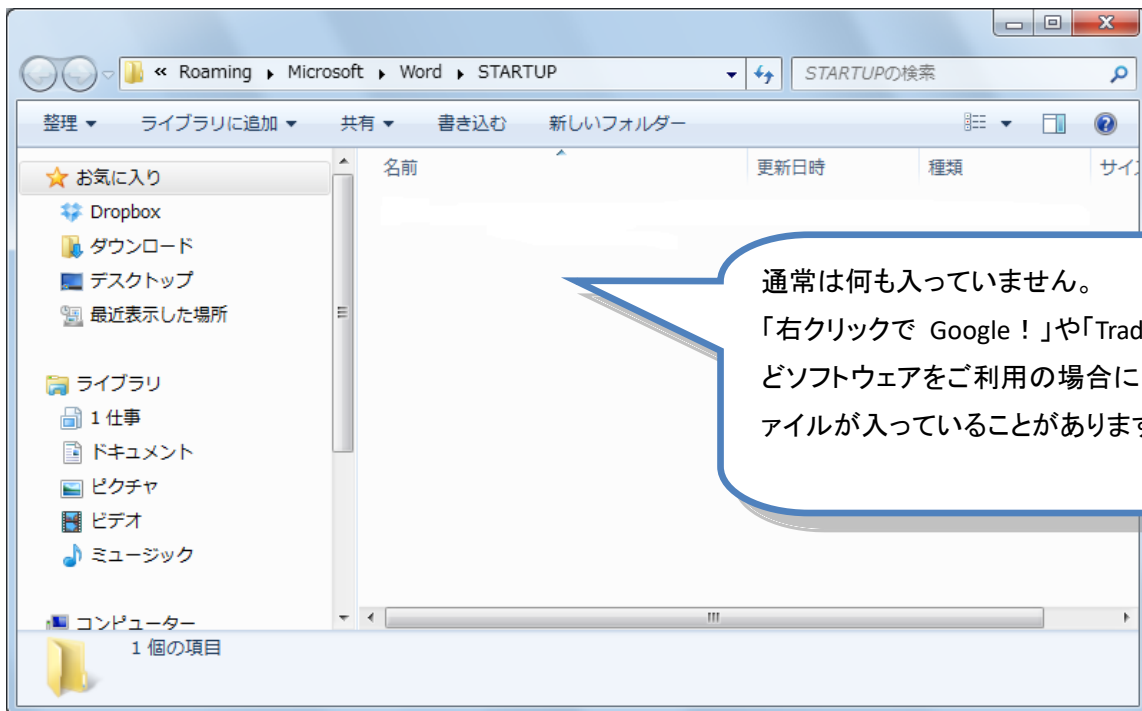 « Roaming ▸ Microsoft ▸ Word ▸ STARTUP
STARTUPの検索
整理 ライブラリに追加 共有 書き込む 新しいフォルダー
名前 更新日時 種類 サイ
お気に入り
Dropbox
ダウンロード
デスクトップ
最近表示した場所
ライブラリ
1 仕事
ドキュメント
ピクチャ
ビデオ
ミュージック
コンピューター
通常は何も入っていません。
「右クリックで Google！」や「Trad
どソフトウェアをご利用の場合に
ァイルが入っていることがありま
1 個の項目